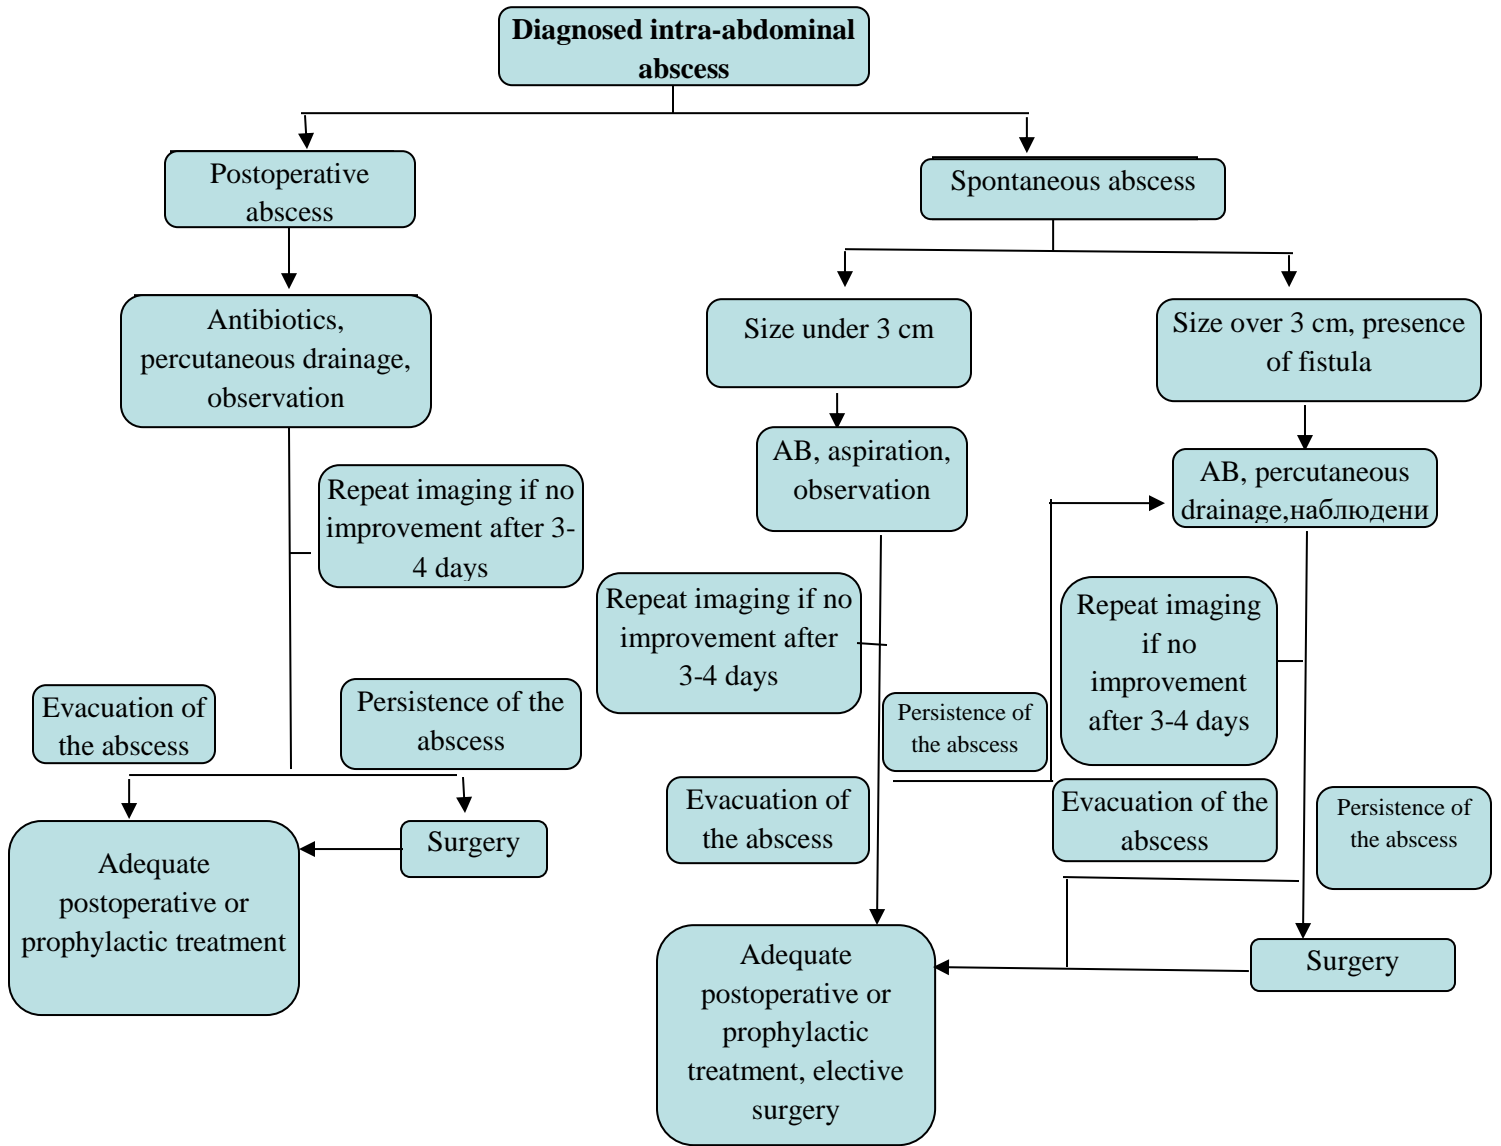 Diagnosed intra-abdominal
abscess
Postoperative
abscess
Spontaneous abscess
Antibiotics,
percutaneous drainage,
observation
Size under 3 cm
Size over 3 cm, presence
of fistula
AB, aspiration,
observation
AB, percutaneous
drainage,наблюдени
Repeat imaging if no
improvement after 3-
4 days
Repeat imaging if no
improvement after
3-4 days
Repeat imaging
if no
improvement
after 3-4 days
Evacuation of
the abscess
Persistence of the
abscess
Persistence of
the abscess
Evacuation of
the abscess
Evacuation of the
abscess
Persistence of
the abscess
Adequate
postoperative or
prophylactic treatment
Surgery
Adequate
postoperative or
prophylactic
treatment, elective
surgery
Surgery